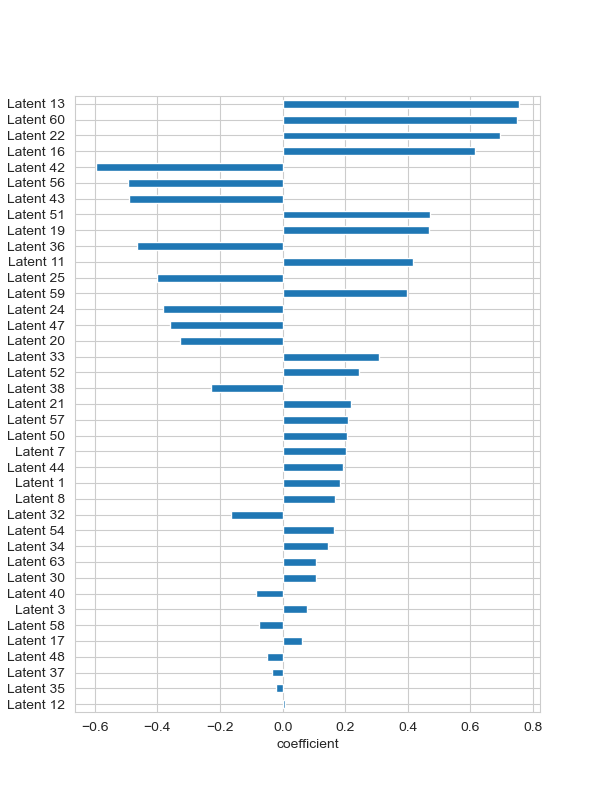 Latent 13
Latent 60
Latent 22
Latent 16
Latent 42
Latent 56
Latent 43
Latent 51
Latent 19
Latent 36
Latent 11
Latent 25
Latent 59
Latent 24
Latent 47
Latent 20
Latent 33
Latent 52
Latent 38
Latent 21
Latent 57
Latent 50
Latent 7
Latent 44
Latent 1
Latent 8
Latent 32
Latent 54
Latent 34
Latent 63
Latent 30
Latent 40
Latent 3
Latent 58
Latent 17
Latent 48
Latent 37
Latent 35
Latent 12
−0.6 −0.4 −0.2 0.0 0.2 0.4 0.6 0.8
coefficient